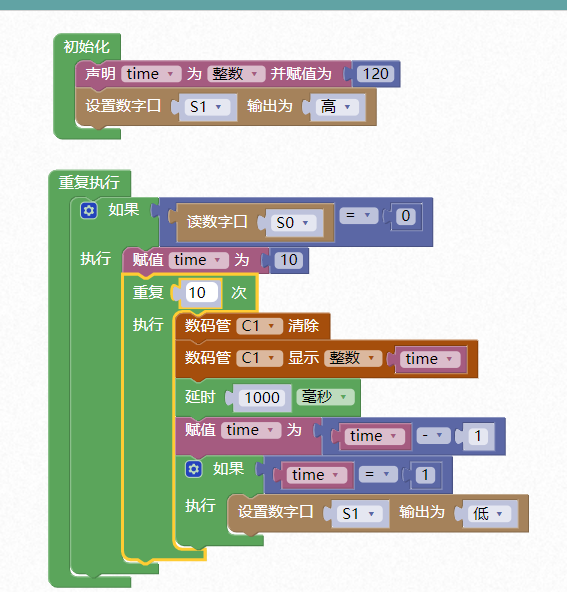 初始化
声明 time 为 整数 并赋值为 120
设置数字口 S1 输出为 高
重复执行
如果 读数字口 S0 = 0
执行 赋值 time 为 10
重复 10 次
执行 数码管 C1 清除
数码管 C1 显示 整数 time
延时 1000 毫秒
赋值 time 为 time - 1
如果 time = 1
执行 设置数字口 S1 输出为 低